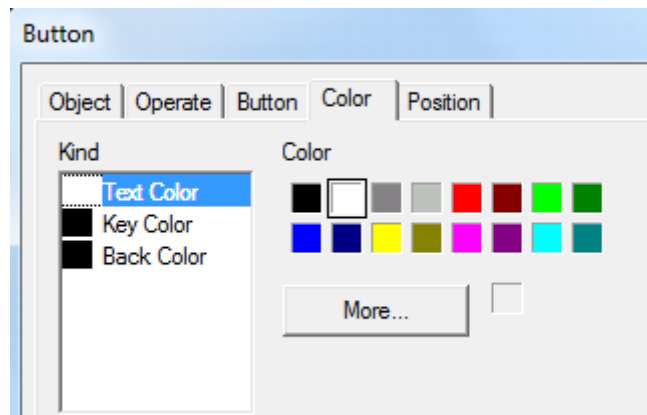 Button
Object Operate Button Color Position
Kind Color
Text Color
Key Color
Back Color
More...